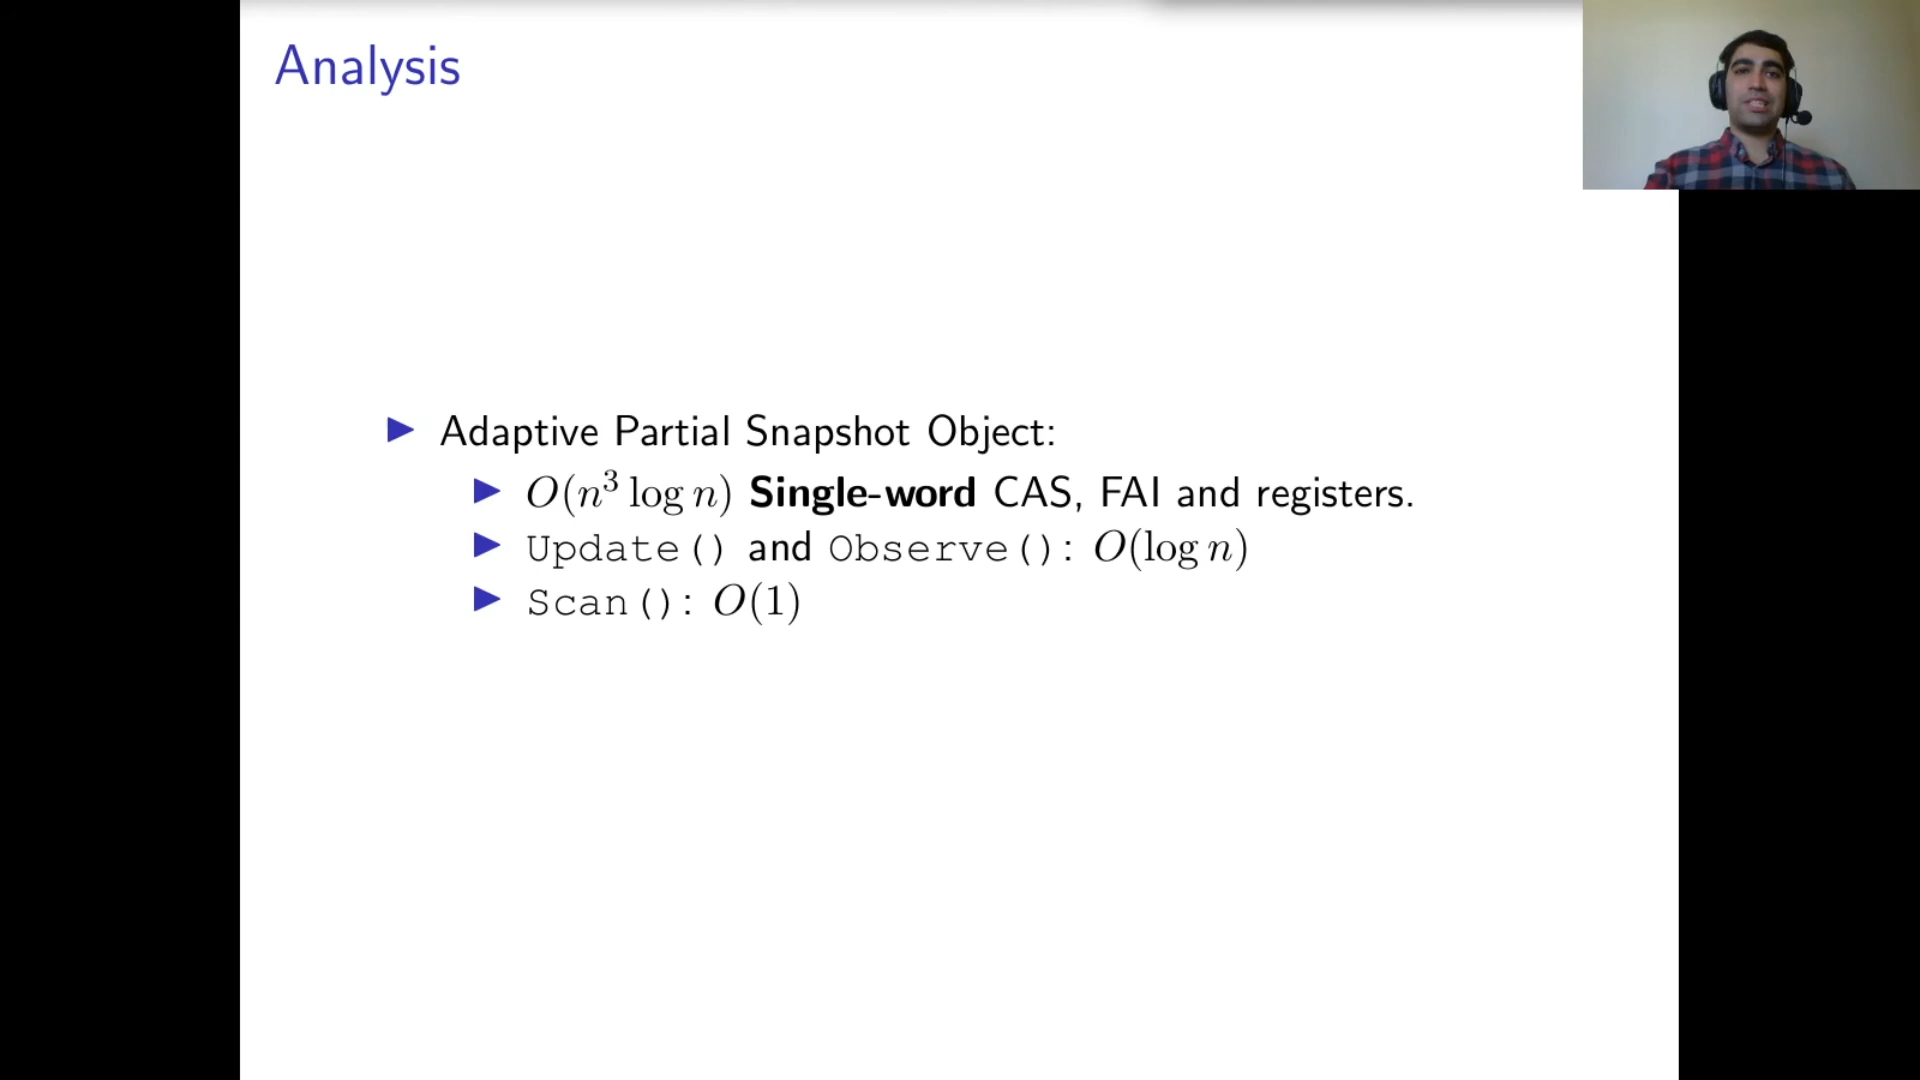 Analysis
▶ Adaptive Partial Snapshot Object:
▶ O(n³ log n) Single-word CAS, FAI and registers.
▶ Update() and Observe(): O(log n)
▶ Scan(): O(1)